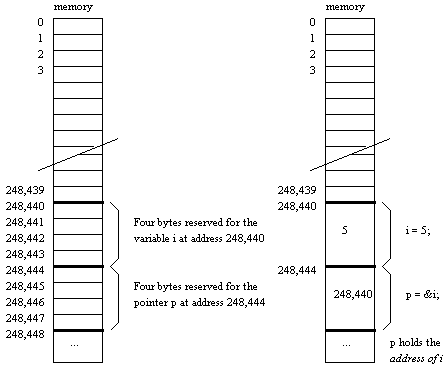 memory
0
1
2
3
248,439
248,440
248,441
248,442
248,443
248,444
248,445
248,446
248,447
248,448
...
Four bytes reserved for the
variable i at address 248,440
Four bytes reserved for the
pointer p at address 248,444
memory
0
1
2
3
248,439
248,440
5
i = 5;
248,444
248,440
p = &i;
...
p holds the
address of i